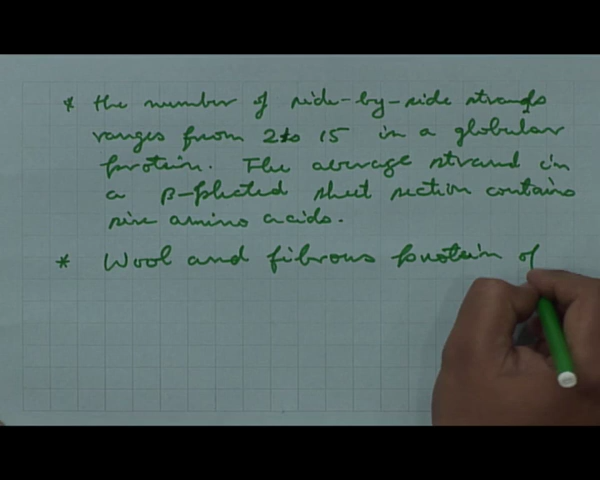 * the number of side-by-side strands
ranges from 2 to 15 in a globular
protein. The average strand in
a β-pleated sheet section contains
six amino acids.
* Wool and fibrous protein of